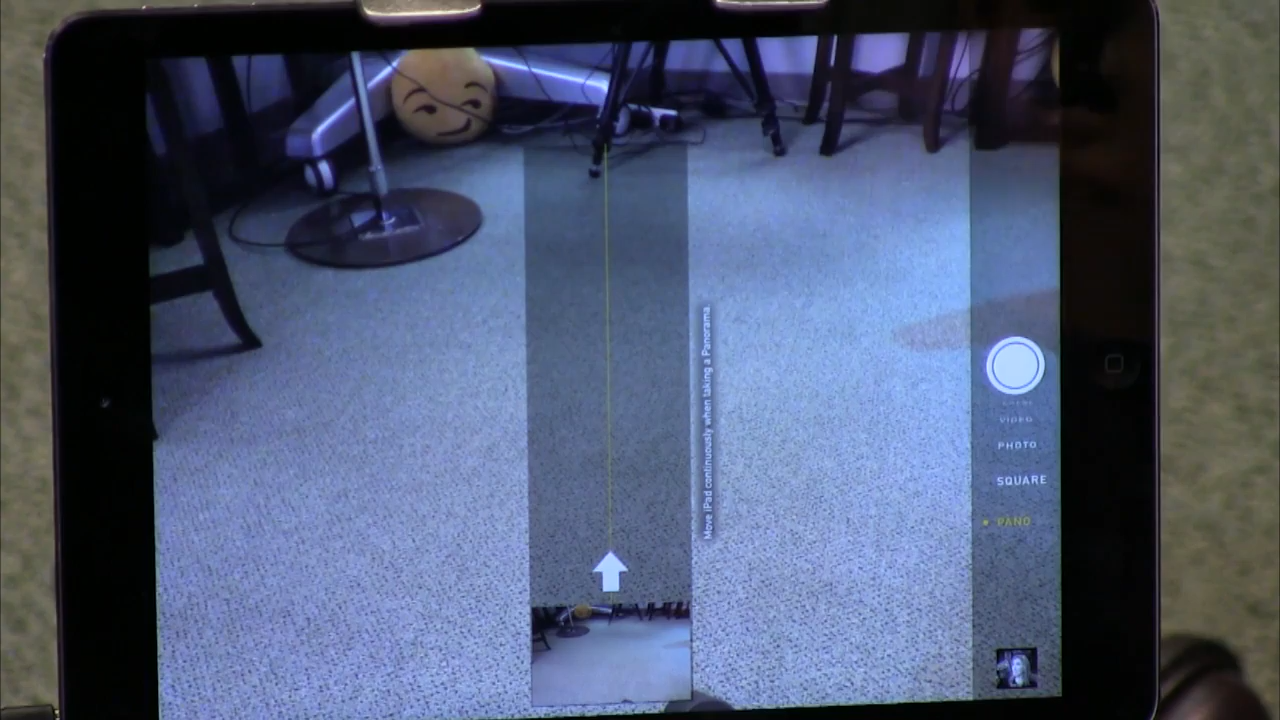 Move iPad continuously when taking a Panorama.
VIDEO
PHOTO
SQUARE
PANO